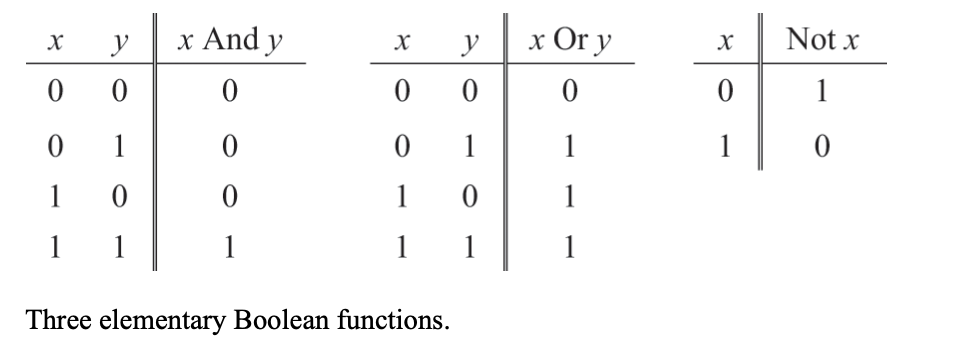 x y x And y x y x Or y x Not x
0 0 0 0 0 0 0 1
0 1 0 0 1 1 1 0
1 0 0 1 0 1
1 1 1 1 1 1
Three elementary Boolean functions.